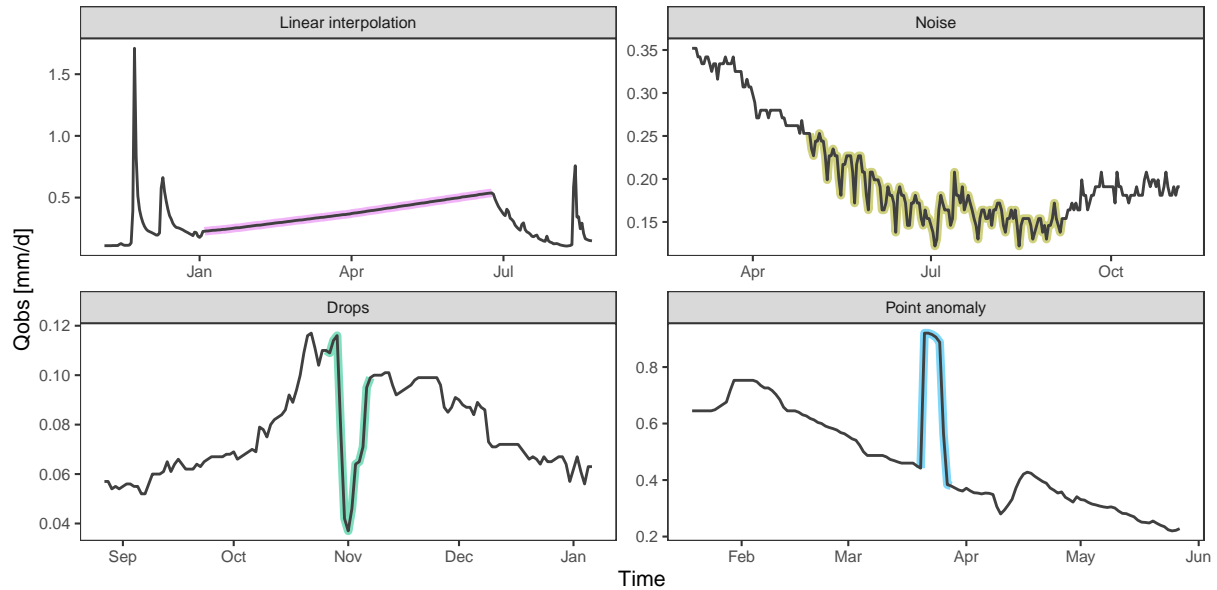 Qobs [mm/d]
Linear interpolation
1.5
1.0
0.5
Jan Apr Jul
Noise
0.35
0.30
0.25
0.20
0.15
Apr Jul Oct
Drops
0.12
0.10
0.08
0.06
0.04
Sep Oct Nov Dec Jan
Point anomaly
0.8
0.6
0.4
0.2
Feb Mar Apr May Jun
Time